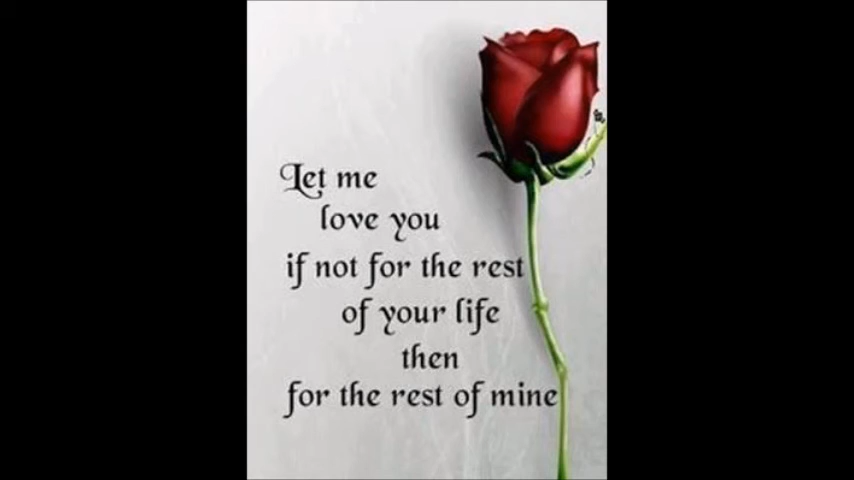 Let me
love you
if not for the rest
of your life
then
for the rest of mine